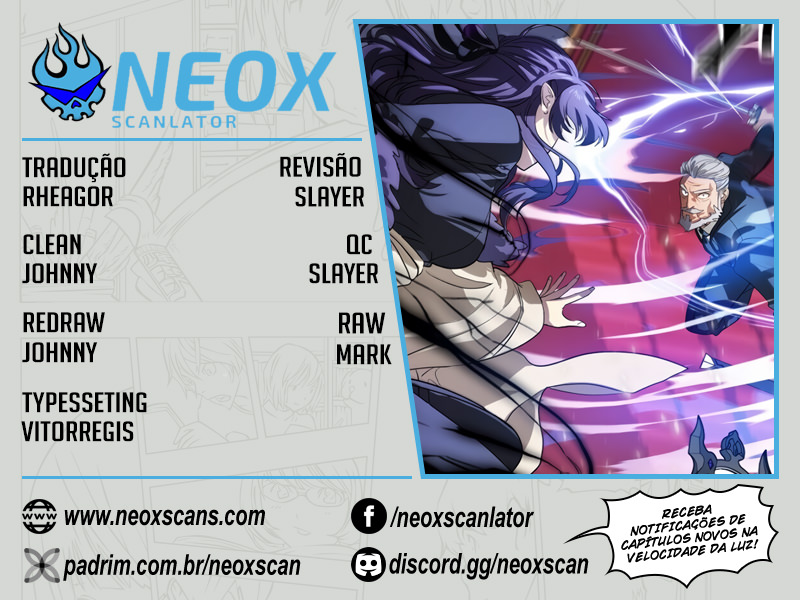 NEOX
SCANLATOR
TRADUÇÃO
RHEAGOR
REVISÃO
SLAYER
CLEAN
JOHNNY
QC
SLAYER
REDRAW
JOHNNY
RAW
MARK
TYPESSETING
VITORREGIS
www.neoxscans.com
/neoxscanlator
padrim.com.br/neoxscan
discord.gg/neoxscan
RECEBA
NOTIFICAÇÕES DE
CAPÍTULOS NOVOS NA
VELOCIDADE DA LUZ!